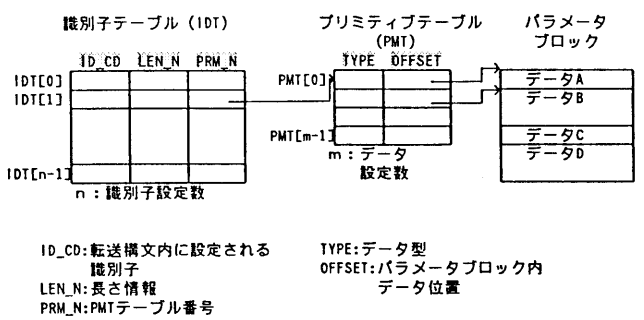 識別子テーブル (IDT)
プリミティブテーブル
(PMT)
パラメータ
ブロック
ID_CD LEN_N PRM_N
TYPE OFFSET
IDT[0]
IDT[1]
IDT[n-1]
PMT[0]
PMT[m-1]
データA
データB
データC
データD
n:識別子設定数
m:データ
設定数
ID_CD:転送構文内に設定される
識別子
LEN_N:長さ情報
PRM_N:PMTテーブル番号
TYPE:データ型
OFFSET:パラメータブロック内
データ位置